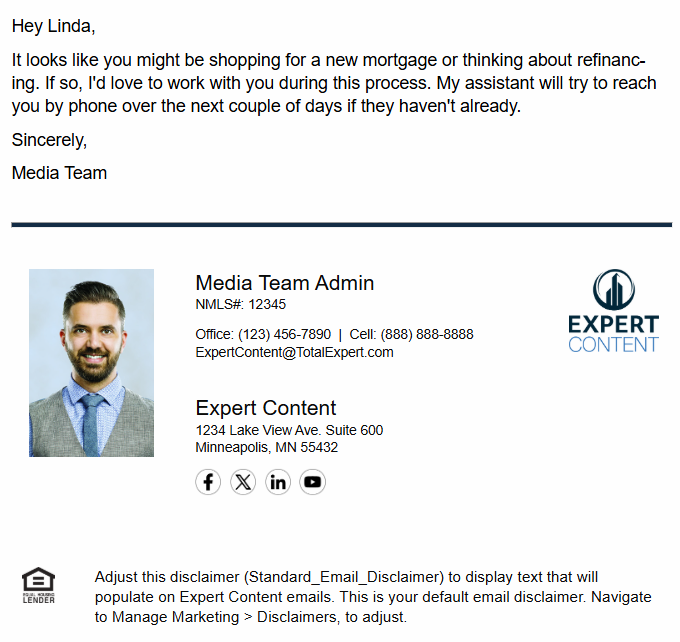 Hey Linda,
It looks like you might be shopping for a new mortgage or thinking about refinanc-
ing. If so, I'd love to work with you during this process. My assistant will try to reach
you by phone over the next couple of days if they haven't already.
Sincerely,
Media Team
Media Team Admin
NMLS#: 12345
Office: (123) 456-7890 | Cell: (888) 888-8888
ExpertContent@TotalExpert.com
EXPERT
CONTENT
Expert Content
1234 Lake View Ave. Suite 600
Minneapolis, MN 55432
EQUAL HOUSING
LENDER
Adjust this disclaimer (Standard_Email_Disclaimer) to display text that will
populate on Expert Content emails. This is your default email disclaimer. Navigate
to Manage Marketing > Disclaimers, to adjust.